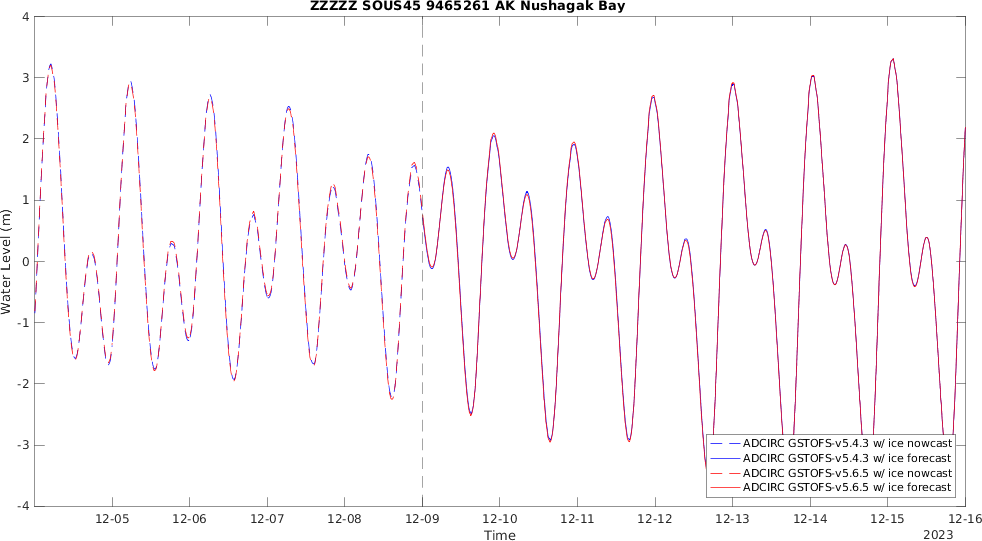 ZZZZZ SOUS45 9465261 AK Nushagak Bay
4
3
2
1
0
-1
-2
-3
-4
Water Level (m)
ADCIRC GSTOFS-v5.4.3 w/ ice nowcast
ADCIRC GSTOFS-v5.4.3 w/ ice forecast
ADCIRC GSTOFS-v5.6.5 w/ ice nowcast
ADCIRC GSTOFS-v5.6.5 w/ ice forecast
12-05 12-06 12-07 12-08 12-09 12-10 12-11 12-12 12-13 12-14 12-15 12-16
Time 2023